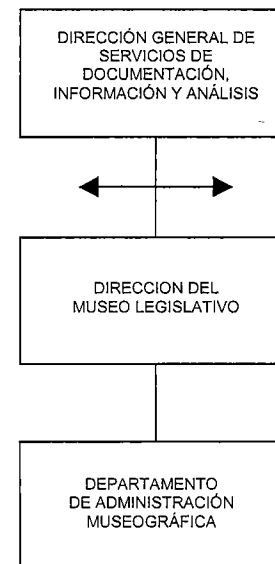 DIRECCIÓN GENERAL DE
SERVICIOS DE
DOCUMENTACIÓN,
INFORMACIÓN Y ANÁLISIS
DIRECCION DEL
MUSEO LEGISLATIVO
DEPARTAMENTO
DE ADMINISTRACIÓN
MUSEOGRÁFICA